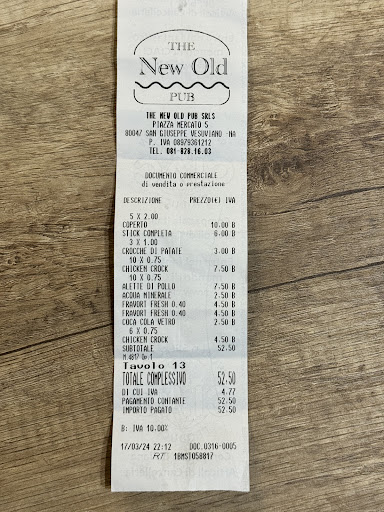 THE
New Old
PUB
THE NEW OLD PUB SRLS
PIAZZA MERCATO 5
80047 SAN GIUSEPPE VESUVIANO -NA
P. IVA 08979361212
TEL. 081-828.16.03
DOCUMENTO COMMERCIALE
di vendita o prestazione
DESCRIZIONE PREZZO(€) IVA
5 X 2.00
COPERTO 10.00 B
STICK COMPLETA 6.00 B
3 X 1.00
CROCCHE DI PATATE 3.00 B
10 X 0.75
CHICKEN CROCK 7.50 B
10 X 0.75
ALETTE DI POLLO 7.50 B
ACQUA MINERALE 2.50 B
FRAVORT FRESH 0.40 4.50 B
FRAVORT FRESH 0.40 4.50 B
COCA COLA VETRO 2.50 B
6 X 0.75
CHICKEN CROCK 4.50 B
SUBTOTALE 52.50
N.4617 Op.1
Tavolo 13
TOTALE COMPLESSIVO 52.50
DI CUI IVA 4.77
PAGAMENTO CONTANTE 52.50
IMPORTO PAGATO 52.50
B: IVA 10.00%
17/03/24 22:12 DOC.0316-0005
RT 1BMST058817